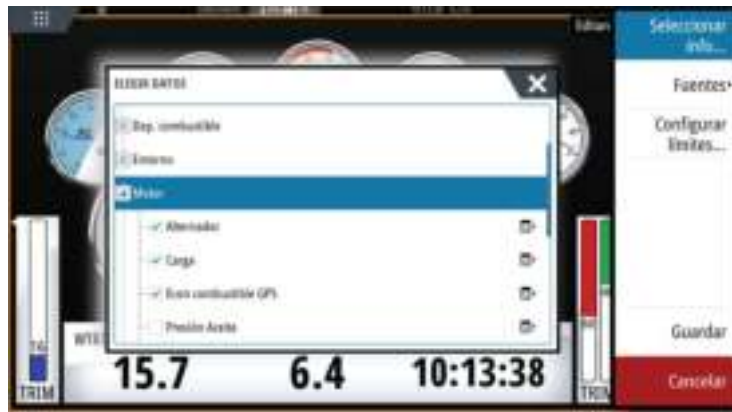 Seleccionar
info...
ELEGIR DATOS
Fuentes
Dep. combustible
Configurar
límites...
Entorno
Motor
Alternador
Carga
Econ combustible GPS
Presión Aceite
Guardar
15.7
6.4
10:13:38
TRIM
TRIM
Cancelar